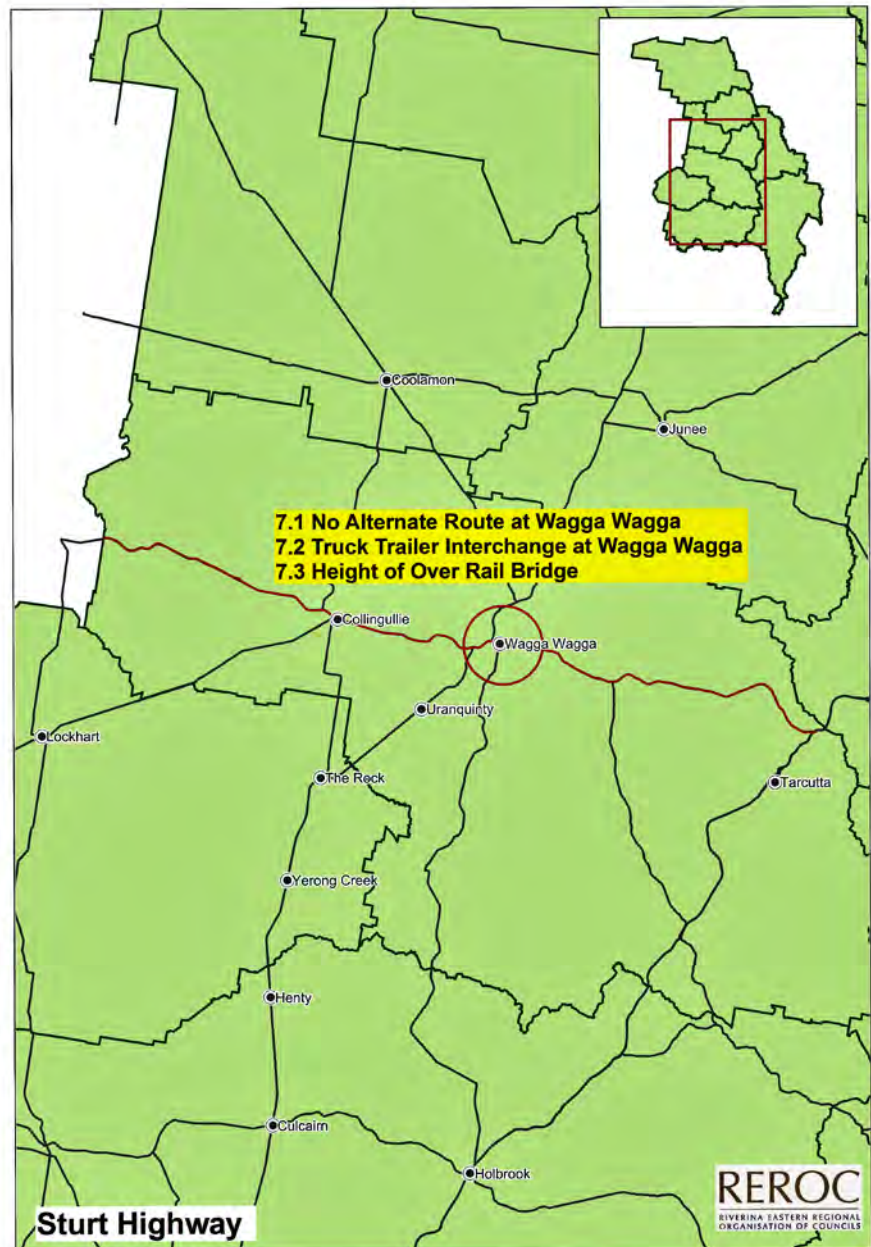 Coolamon
Junee
7.1 No Alternate Route at Wagga Wagga
7.2 Truck Trailer Interchange at Wagga Wagga
7.3 Height of Over Rail Bridge
Collingullie
Wagga Wagga
Uranquinty
Lockhart
The Rock
Tarcutta
Yerong Creek
Henty
Culcairn
Holbrook
Sturt Highway
REROC
RIVERINA EASTERN REGIONAL
ORGANISATION OF COUNCILS